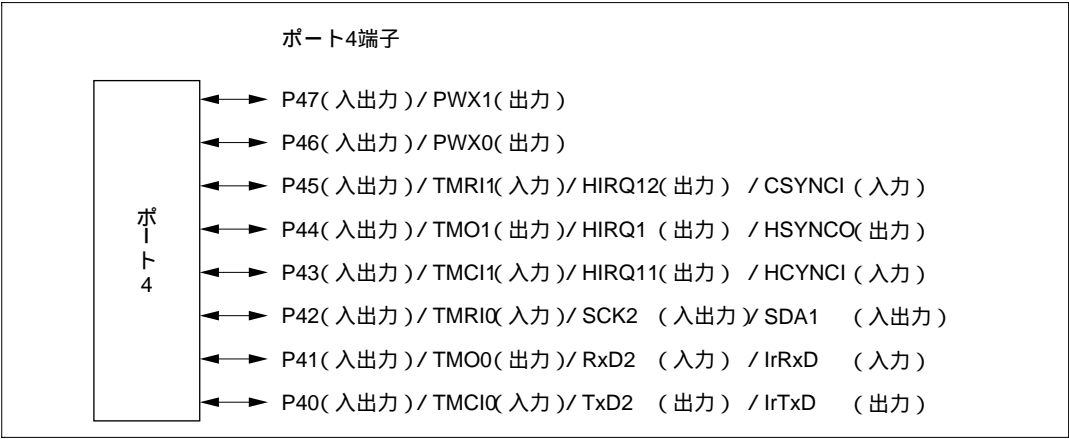 ポート4端子
ポート4
P47(入出力)/PWX1(出力)
P46(入出力)/PWX0(出力)
P45(入出力)/TMRI1(入力)/HIRQ12(出力)/CSYNCI(入力)
P44(入出力)/TMO1(出力)/HIRQ1(出力)/HSYNCO(出力)
P43(入出力)/TMCI1(入力)/HIRQ11(出力)/HCYNCI(入力)
P42(入出力)/TMRI0(入力)/SCK2(入出力)/SDA1(入出力)
P41(入出力)/TMO0(出力)/RxD2(入力)/IrRxD(入力)
P40(入出力)/TMCI0(入力)/TxD2(出力)/IrTxD(出力)